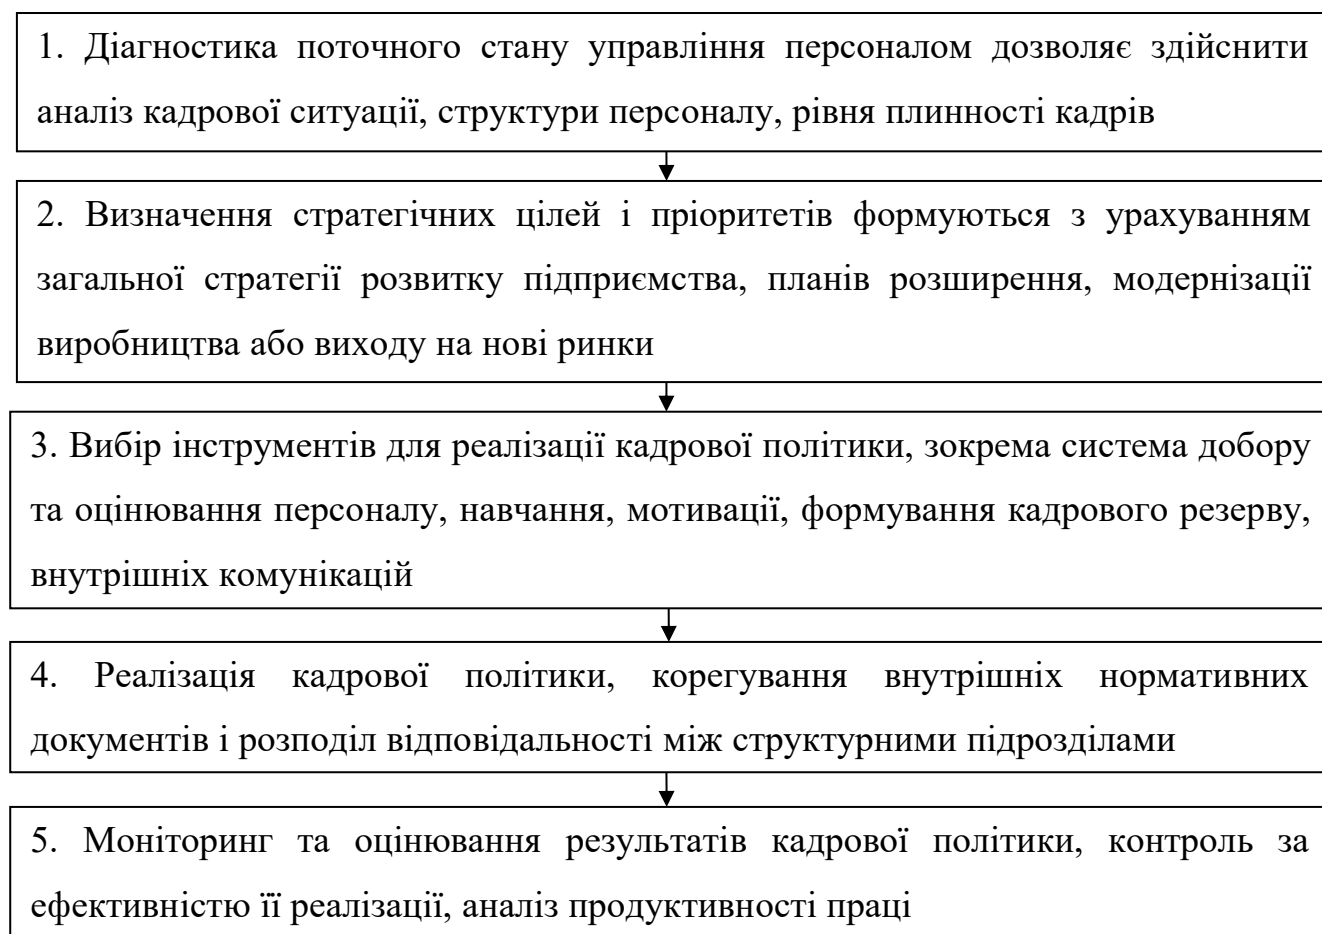 1. Діагностика поточного стану управління персоналом дозволяє здійснити
аналіз кадрової ситуації, структури персоналу, рівня плинності кадрів
2. Визначення стратегічних цілей і пріоритетів формуються з урахуванням
загальної стратегії розвитку підприємства, планів розширення, модернізації
виробництва або виходу на нові ринки
3. Вибір інструментів для реалізації кадрової політики, зокрема система добору
та оцінювання персоналу, навчання, мотивації, формування кадрового резерву,
внутрішніх комунікацій
4. Реалізація кадрової політики, корегування внутрішніх нормативних
документів і розподіл відповідальності між структурними підрозділами
5. Моніторинг та оцінювання результатів кадрової політики, контроль за
ефективністю її реалізації, аналіз продуктивності праці